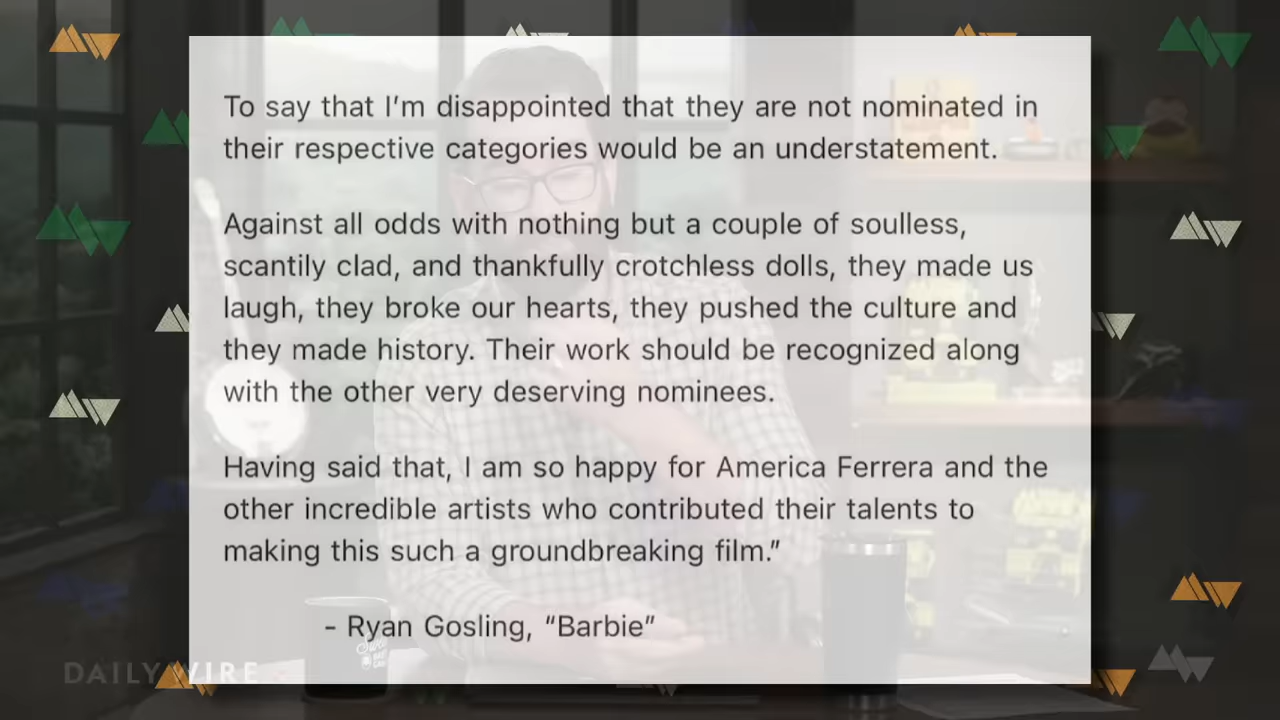 To say that I’m disappointed that they are not nominated in
their respective categories would be an understatement.
Against all odds with nothing but a couple of soulless,
scantily clad, and thankfully crotchless dolls, they made us
laugh, they broke our hearts, they pushed the culture and
they made history. Their work should be recognized along
with the other very deserving nominees.
Having said that, I am so happy for America Ferrera and the
other incredible artists who contributed their talents to
making this such a groundbreaking film.”
– Ryan Gosling, “Barbie”
DAILY WIRE